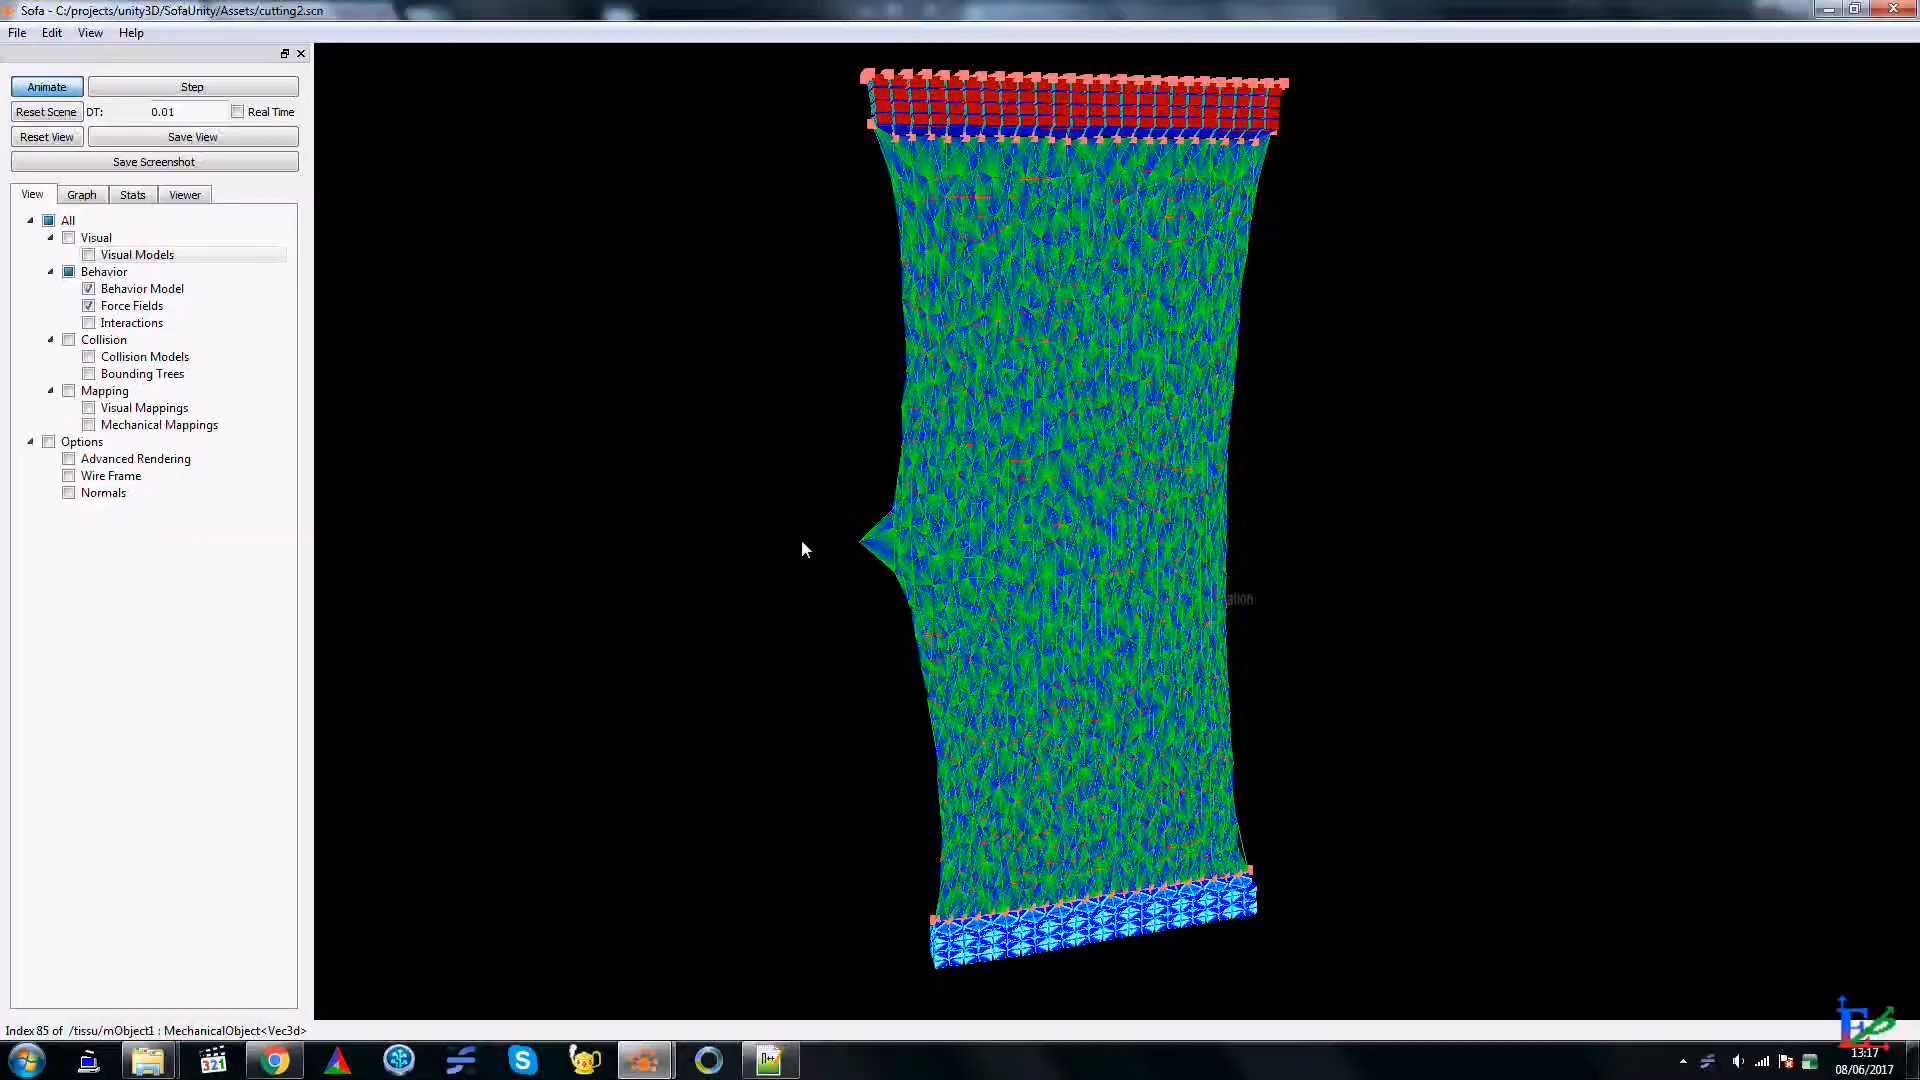 Sofa - C:/projects/unity3D/SofaUnity/Assets/cutting2.scn
File Edit View Help
Animate Step
Reset Scene DT: 0.01 Real Time
Reset View Save View
Save Screenshot
View Graph Stats Viewer
All
Visual
Visual Models
Behavior
Behavior Model
Force Fields
Interactions
Collision
Collision Models
Bounding Trees
Mapping
Visual Mappings
Mechanical Mappings
Options
Advanced Rendering
Wire Frame
Normals
Index 85 of /tissu/mObject1 : MechanicalObject<Vec3d>
321
S
13:17
08/06/2017